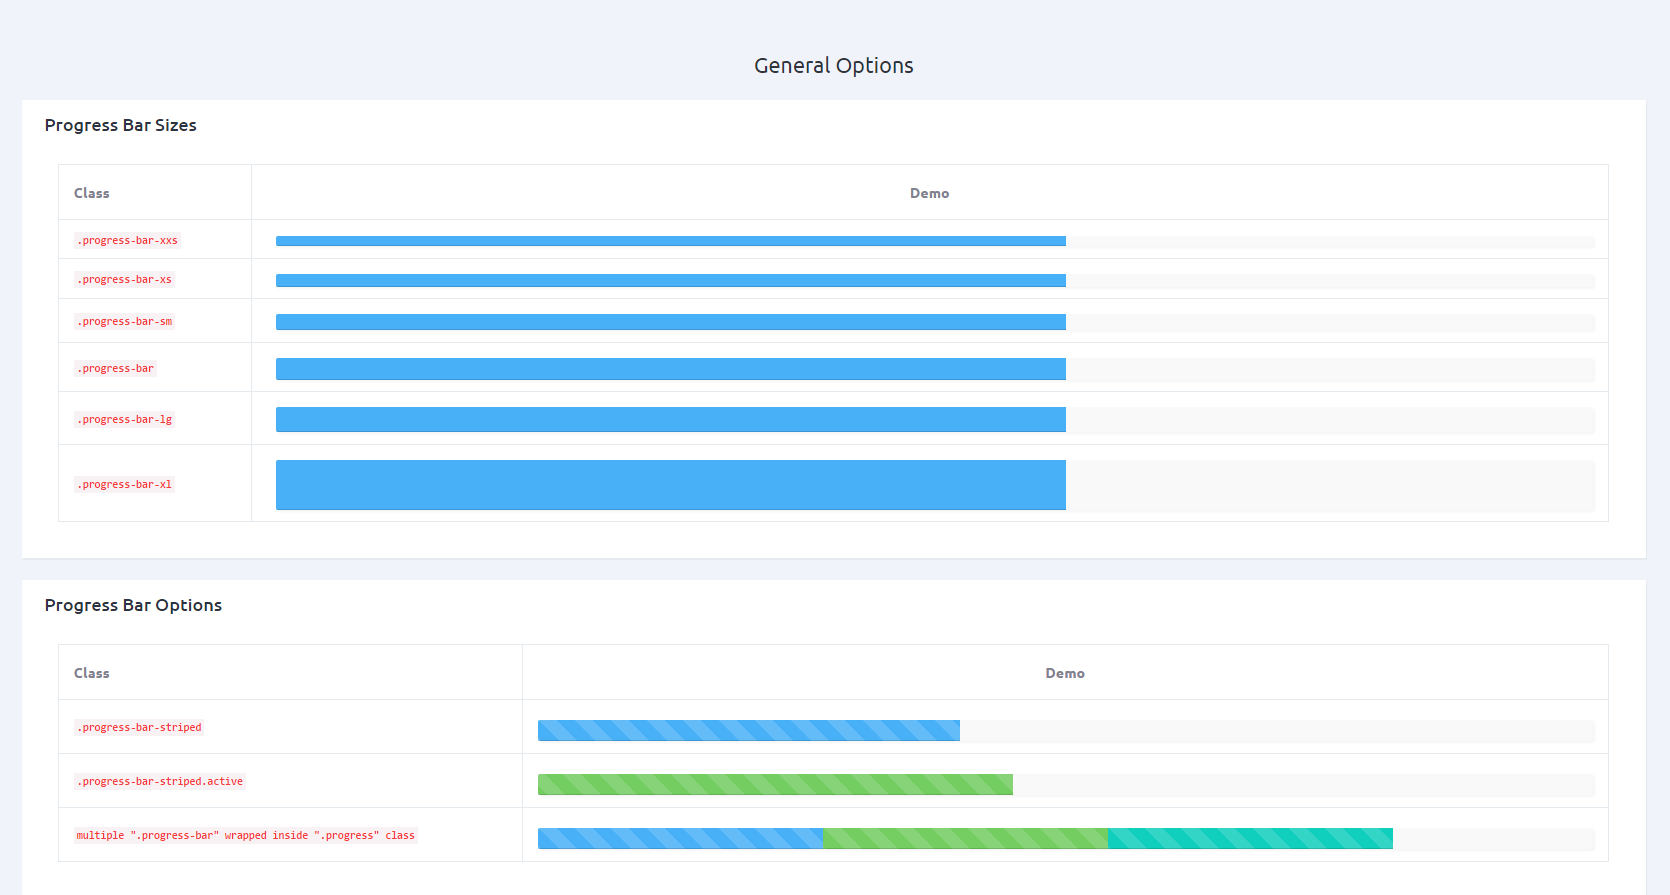 General Options
Progress Bar Sizes
Class Demo
.progress-bar-xxs
.progress-bar-xs
.progress-bar-sm
.progress-bar
.progress-bar-lg
.progress-bar-xl
Progress Bar Options
Class Demo
.progress-bar-striped
.progress-bar-striped.active
multiple ".progress-bar" wrapped inside ".progress" class